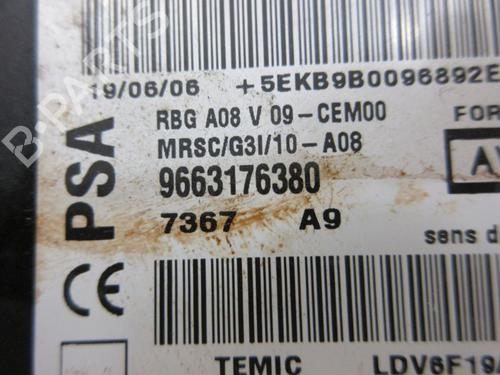 19/06/06 +5EKB9B0096892E
RBG A08 V 09-CEM00
FOR
MRSC/G3I/10-A08
PSA
9663176380
7367 A9
sens d
CE
TEMIC LDV6F19